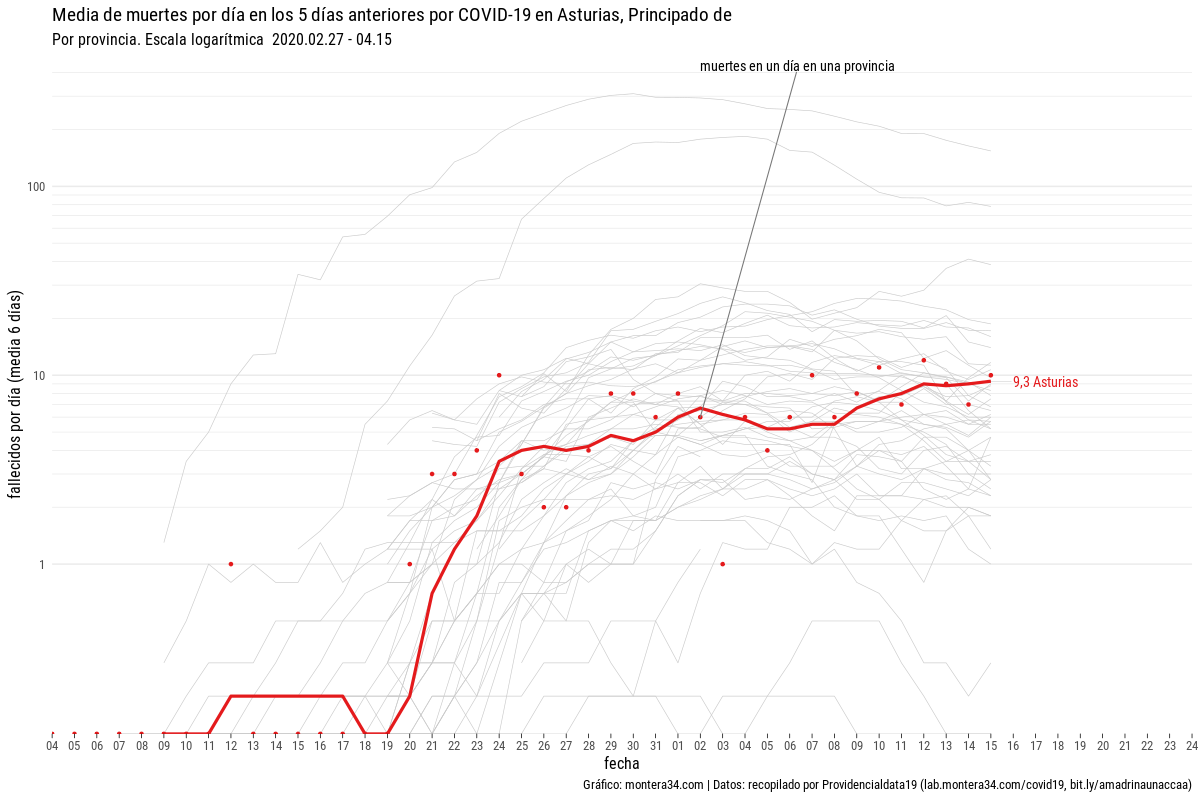 Media de muertes por día en los 5 días anteriores por COVID-19 en Asturias, Principado de
Por provincia. Escala logarítmica 2020.02.27 - 04.15
muertes en un día en una provincia
fallecidos por día (media 6 días)
100
10
1
9,3 Asturias
04 05 06 07 08 09 10 11 12 13 14 15 16 17 18 19 20 21 22 23 24 25 26 27 28 29 30 31 01 02 03 04 05 06 07 08 09 10 11 12 13 14 15 16 17 19 20 21 22 23 24
fecha
Gráfico: montera34.com | Datos: recopilado por Providencialdata19 (lab.montera34.com/covid19, bit.ly/amadrinaunaccaa)